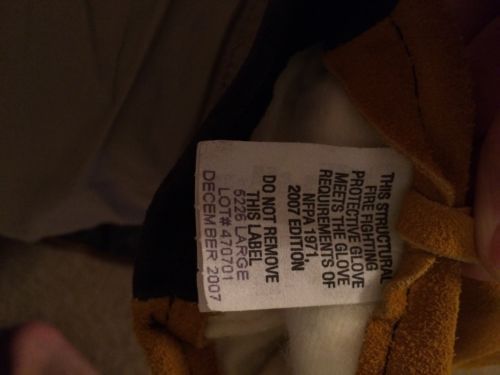 THIS STRUCTURAL
FIRE FIGHTING
PROTECTIVE GLOVE
MEETS THE GLOVE
REQUIREMENTS OF
NFPA 1971,
2007 EDITION
DO NOT REMOVE
THIS LABEL
5226 LARGE
LOT# 470701
DECEMBER 2007